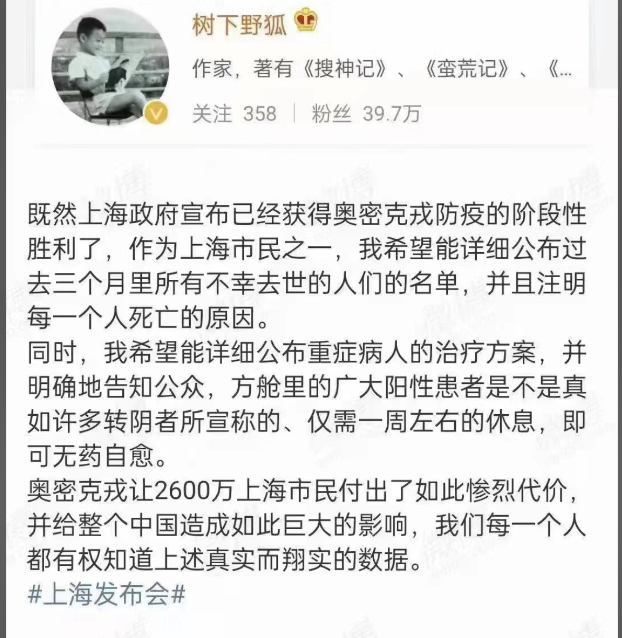 树下野狐
作家，著有《搜神记》、《蛮荒记》、《...
关注 358 | 粉丝 39.7万
既然上海政府宣布已经获得奥密克戎防疫的阶段性
胜利了，作为上海市民之一，我希望能详细公布过
去三个月里所有不幸去世的人们的名单，并且注明
每一个人死亡的原因。
同时，我希望能详细公布重症病人的治疗方案，并
明确地告知公众，方舱里的广大阳性患者是不是真
如许多转阴者所宣称的、仅需一周左右的休息，即
可无药自愈。
奥密克戎让2600万上海市民付出了如此惨烈代价，
并给整个中国造成如此巨大的影响，我们每一个人
都有权知道上述真实而翔实的数据。
#上海发布会#